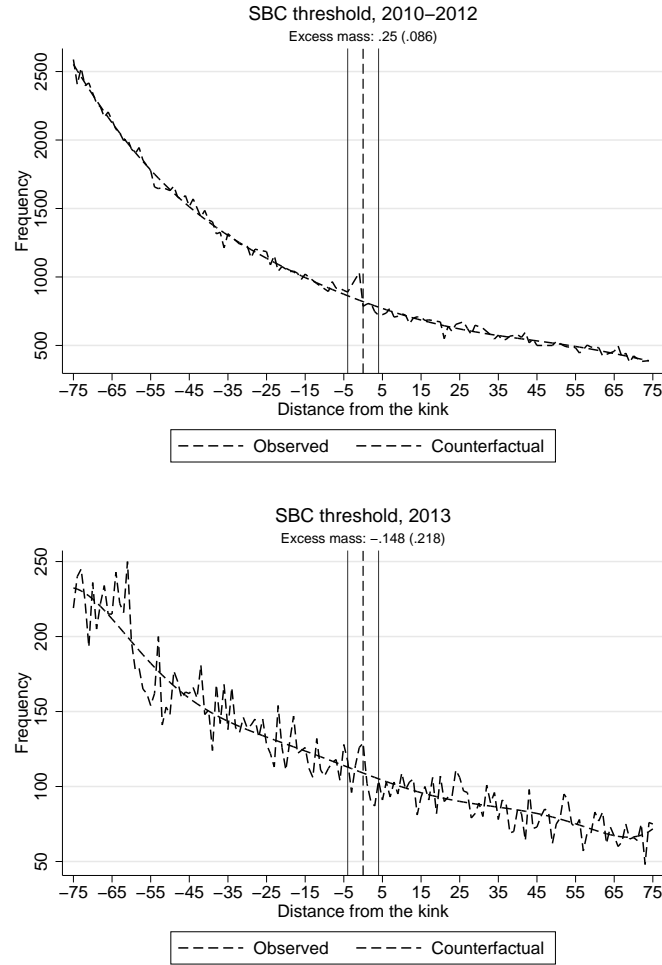 SBC threshold, 2010−2012
Excess mass: .25 (.086)
2500
2000
1500
1000
500
Frequency
−75 −65 −55 −45 −35 −25 −15 −5 5 15 25 35 45 55 65 75
Distance from the kink
Observed Counterfactual
SBC threshold, 2013
Excess mass: −.148 (.218)
250
200
150
100
50
Frequency
−75 −65 −55 −45 −35 −25 −15 −5 5 15 25 35 45 55 65 75
Distance from the kink
Observed Counterfactual